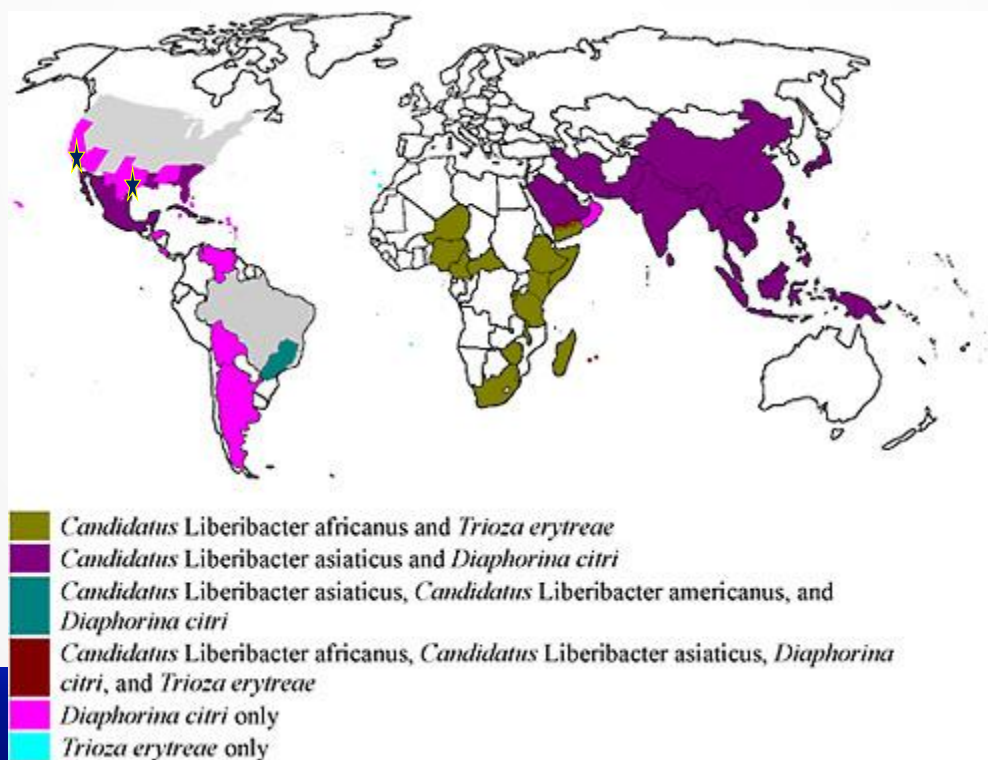 Candidatus Liberibacter africanus and Trioza erytreae
Candidatus Liberibacter asiaticus and Diaphorina citri
Candidatus Liberibacter asiaticus, Candidatus Liberibacter americanus, and
Diaphorina citri
Candidatus Liberibacter africanus, Candidatus Liberibacter asiaticus, Diaphorina
citri, and Trioza erytreae
Diaphorina citri only
Trioza erytreae only